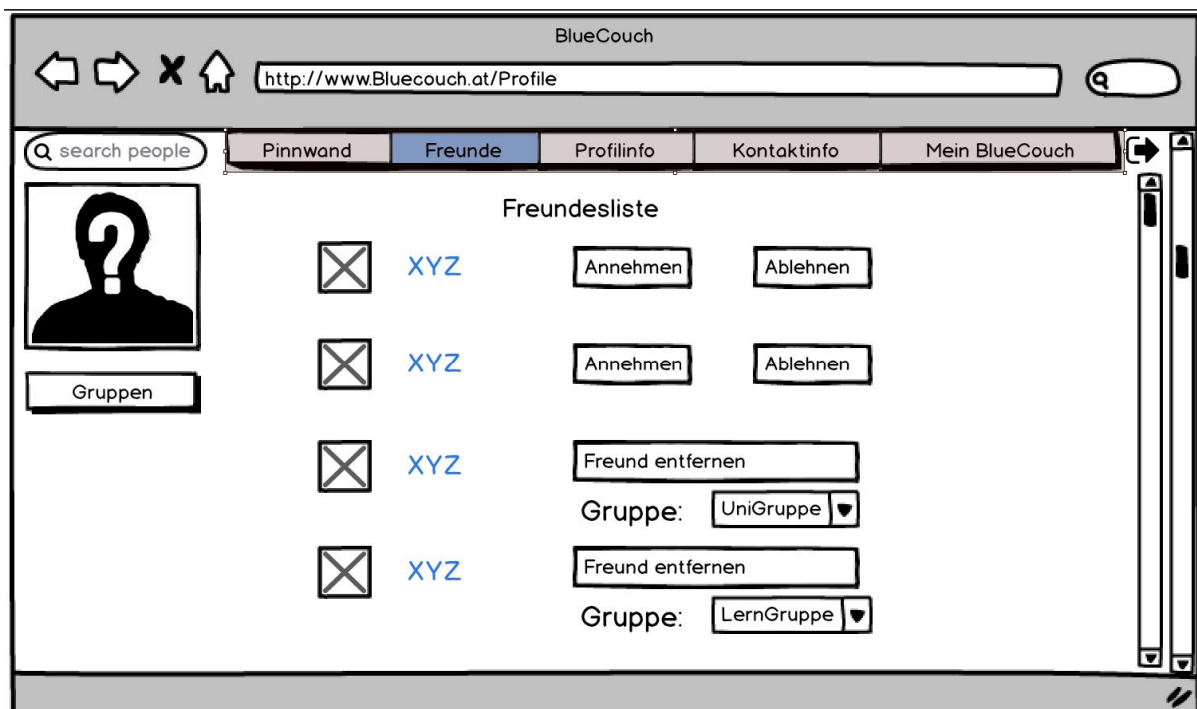 BlueCouch
http://www.Bluecouch.at/Profile
search people
Pinnwand Freunde Profilinfo Kontaktinfo Mein BlueCouch
Freundesliste
XYZ Annehmen Ablehnen
XYZ Annehmen Ablehnen
Gruppen
XYZ Freund entfernen
Gruppe: UniGruppe
XYZ Freund entfernen
Gruppe: LernGruppe